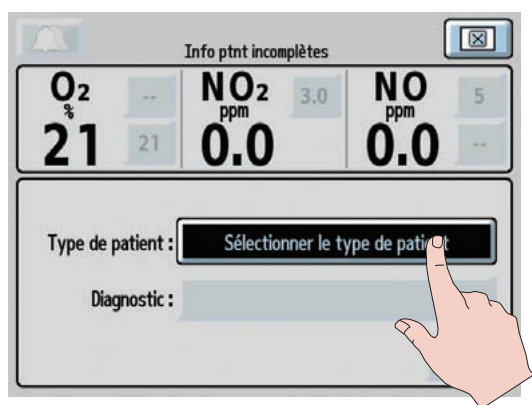 Info ptnt incomplètes
O2 % -- 21 21
NO2 ppm 3.0 0.0
NO ppm 5 0.0 --
Type de patient : Sélectionner le type de patient
Diagnostic :